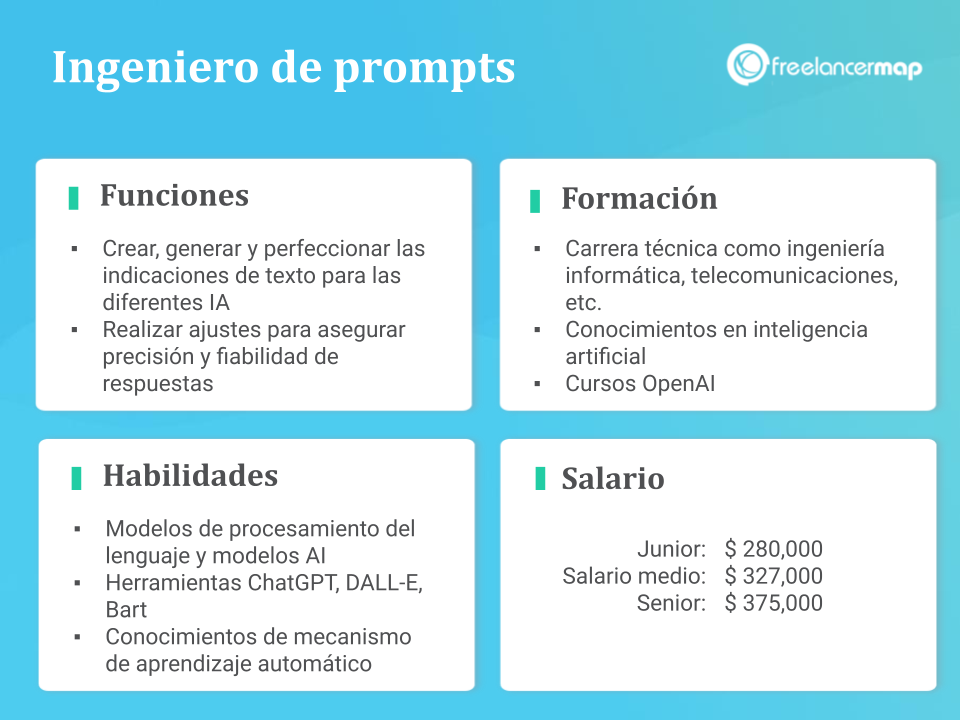 Ingeniero de prompts
freelancermap
Funciones
▪ Crear, generar y perfeccionar las
indicaciones de texto para las
diferentes IA
▪ Realizar ajustes para asegurar
precisión y fiabilidad de
respuestas
Formación
▪ Carrera técnica como ingeniería
informática, telecomunicaciones,
etc.
▪ Conocimientos en inteligencia
artificial
▪ Cursos OpenAI
Habilidades
▪ Modelos de procesamiento del
lenguaje y modelos AI
▪ Herramientas ChatGPT, DALL-E,
Bart
▪ Conocimientos de mecanismo
de aprendizaje automático
Salario
Junior: $ 280,000
Salario medio: $ 327,000
Senior: $ 375,000